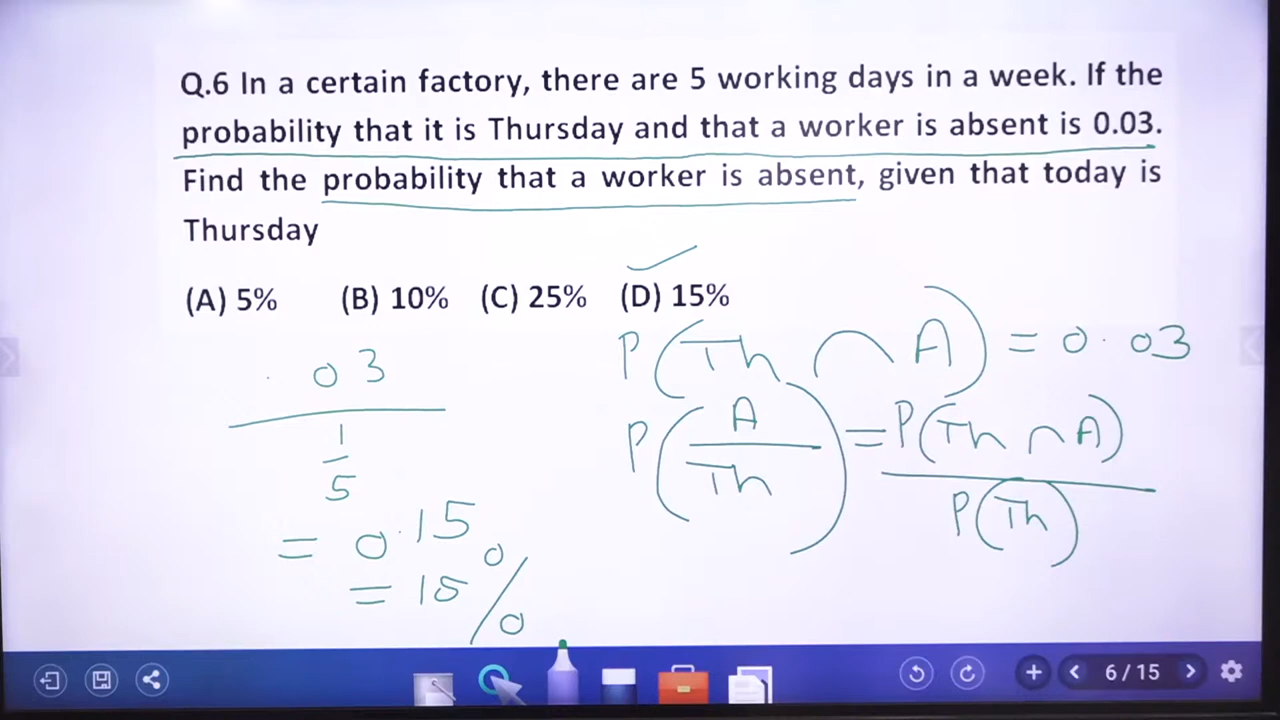 Q.6 In a certain factory, there are 5 working days in a week. If the
probability that it is Thursday and that a worker is absent is 0.03.
Find the probability that a worker is absent, given that today is
Thursday
(A) 5% (B) 10% (C) 25% (D) 15%
P(Th ∩ A) = 0.03
P(A/Th) = P(Th ∩ A)/P(Th)
.03
1/5
= 0.15
= 15%
6 / 15